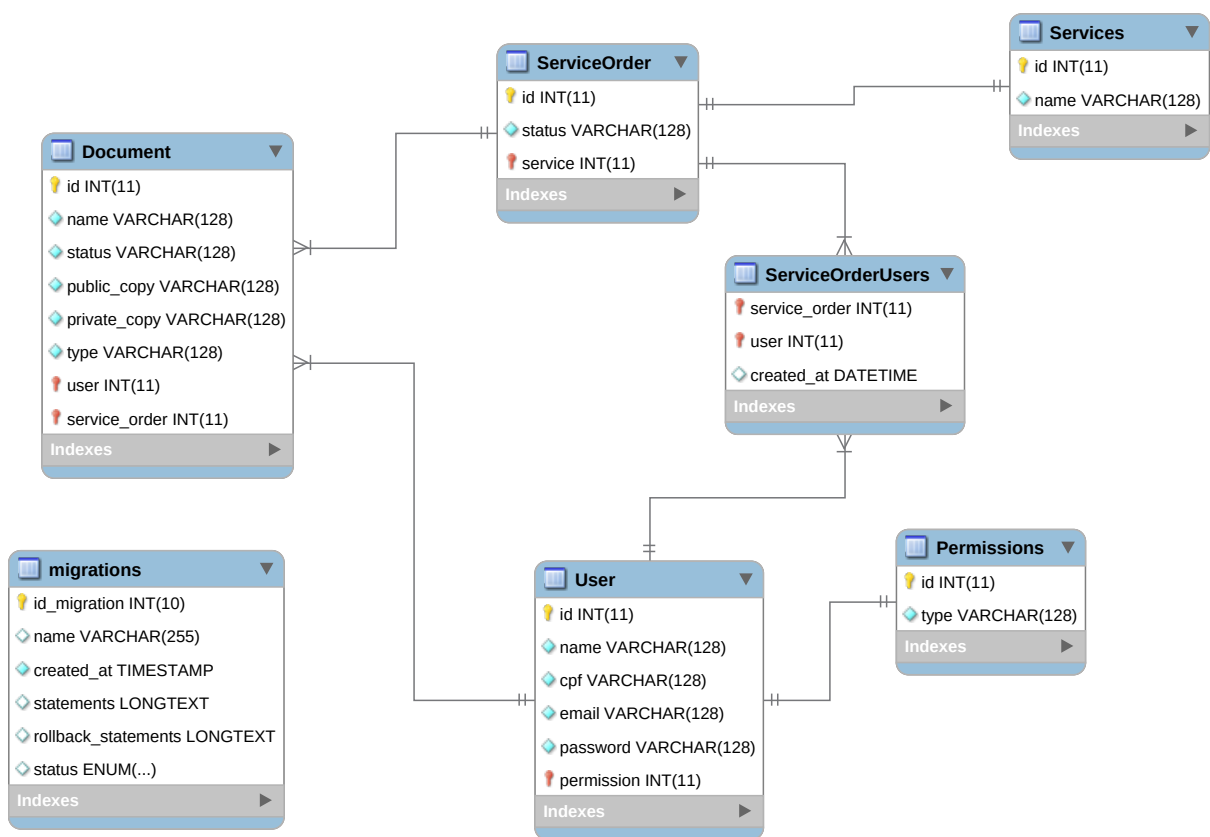 Services
id INT(11)
name VARCHAR(128)
Indexes
ServiceOrder
id INT(11)
status VARCHAR(128)
service INT(11)
Indexes
Document
id INT(11)
name VARCHAR(128)
status VARCHAR(128)
public_copy VARCHAR(128)
private_copy VARCHAR(128)
type VARCHAR(128)
user INT(11)
service_order INT(11)
Indexes
ServiceOrderUsers
service_order INT(11)
user INT(11)
created_at DATETIME
Indexes
migrations
id_migration INT(10)
name VARCHAR(255)
created_at TIMESTAMP
statements LONGTEXT
rollback_statements LONGTEXT
status ENUM(...)
Indexes
User
id INT(11)
name VARCHAR(128)
cpf VARCHAR(128)
email VARCHAR(128)
password VARCHAR(128)
permission INT(11)
Indexes
Permissions
id INT(11)
type VARCHAR(128)
Indexes